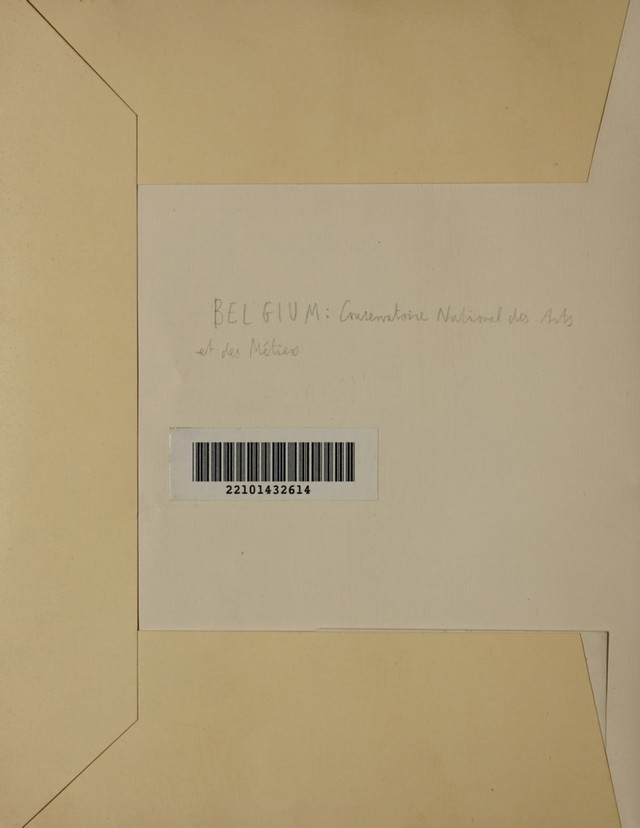 BELGIUM: Conservatoire National des Arts
et des Métiers
22101432614